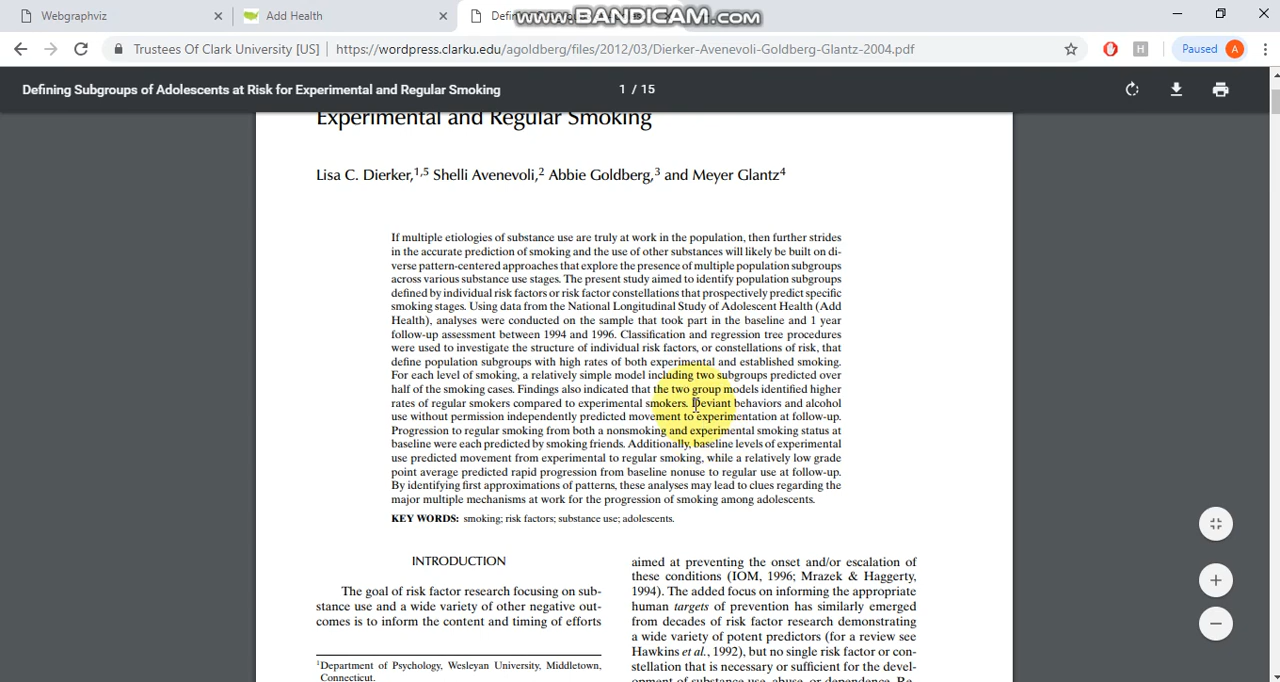 Webgraphviz
Add Health
Defi
www.BANDICAM.com
Trustees Of Clark University [US] | https://wordpress.clarku.edu/agoldberg/files/2012/03/Dierker-Avenevoli-Goldberg-Glantz-2004.pdf
H
Paused A
Defining Subgroups of Adolescents at Risk for Experimental and Regular Smoking
1 / 15
Experimental and Regular Smoking
Lisa C. Dierker,1,5 Shelli Avenevoli,2 Abbie Goldberg,3 and Meyer Glantz4
If multiple etiologies of substance use are truly at work in the population, then further strides
in the accurate prediction of smoking and the use of other substances will likely be built on di-
verse pattern-centered approaches that explore the presence of multiple population subgroups
across various substance use stages. The present study aimed to identify population subgroups
defined by individual risk factors or risk factor constellations that prospectively predict specific
smoking stages. Using data from the National Longitudinal Study of Adolescent Health (Add
Health), analyses were conducted on the sample that took part in the baseline and 1 year
follow-up assessment between 1994 and 1996. Classification and regression tree procedures
were used to investigate the structure of individual risk factors, or constellations of risk, that
define population subgroups with high rates of both experimental and established smoking.
For each level of smoking, a relatively simple model including two subgroups predicted over
half of the smoking cases. Findings also indicated that the two group models identified higher
rates of regular smokers compared to experimental smokers. Deviant behaviors and alcohol
use without permission independently predicted movement to experimentation at follow-up.
Progression to regular smoking from both a nonsmoking and experimental smoking status at
baseline were each predicted by smoking friends. Additionally, baseline levels of experimental
use predicted movement from experimental to regular smoking, while a relatively low grade
point average predicted rapid progression from baseline nonuse to regular use at follow-up.
By identifying first approximations of patterns, these analyses may lead to clues regarding the
major multiple mechanisms at work for the progression of smoking among adolescents.
KEY WORDS: smoking; risk factors; substance use; adolescents.
INTRODUCTION
The goal of risk factor research focusing on sub-
stance use and a wide variety of other negative out-
comes is to inform the content and timing of efforts
1Department of Psychology, Wesleyan University, Middletown,
Connecticut.
aimed at preventing the onset and/or escalation of
these conditions (IOM, 1996; Mrazek & Haggerty,
1994). The added focus on informing the appropriate
human targets of prevention has similarly emerged
from decades of risk factor research demonstrating
a wide variety of potent predictors (for a review see
Hawkins et al., 1992), but no single risk factor or con-
stellation that is necessary or sufficient for the devel-
opment of substance use, abuse, or dependence. Re-